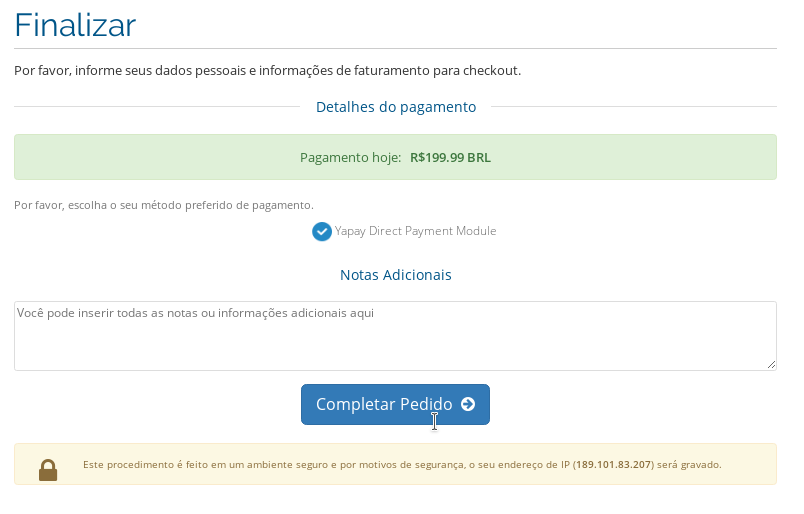 Finalizar
Por favor, informe seus dados pessoais e informações de faturamento para checkout.
Detalhes do pagamento
Pagamento hoje: R$199.99 BRL
Por favor, escolha o seu método preferido de pagamento.
Yapay Direct Payment Module
Notas Adicionais
Você pode inserir todas as notas ou informações adicionais aqui
Completar Pedido
Este procedimento é feito em um ambiente seguro e por motivos de segurança, o seu endereço de IP (189.101.83.207) será gravado.